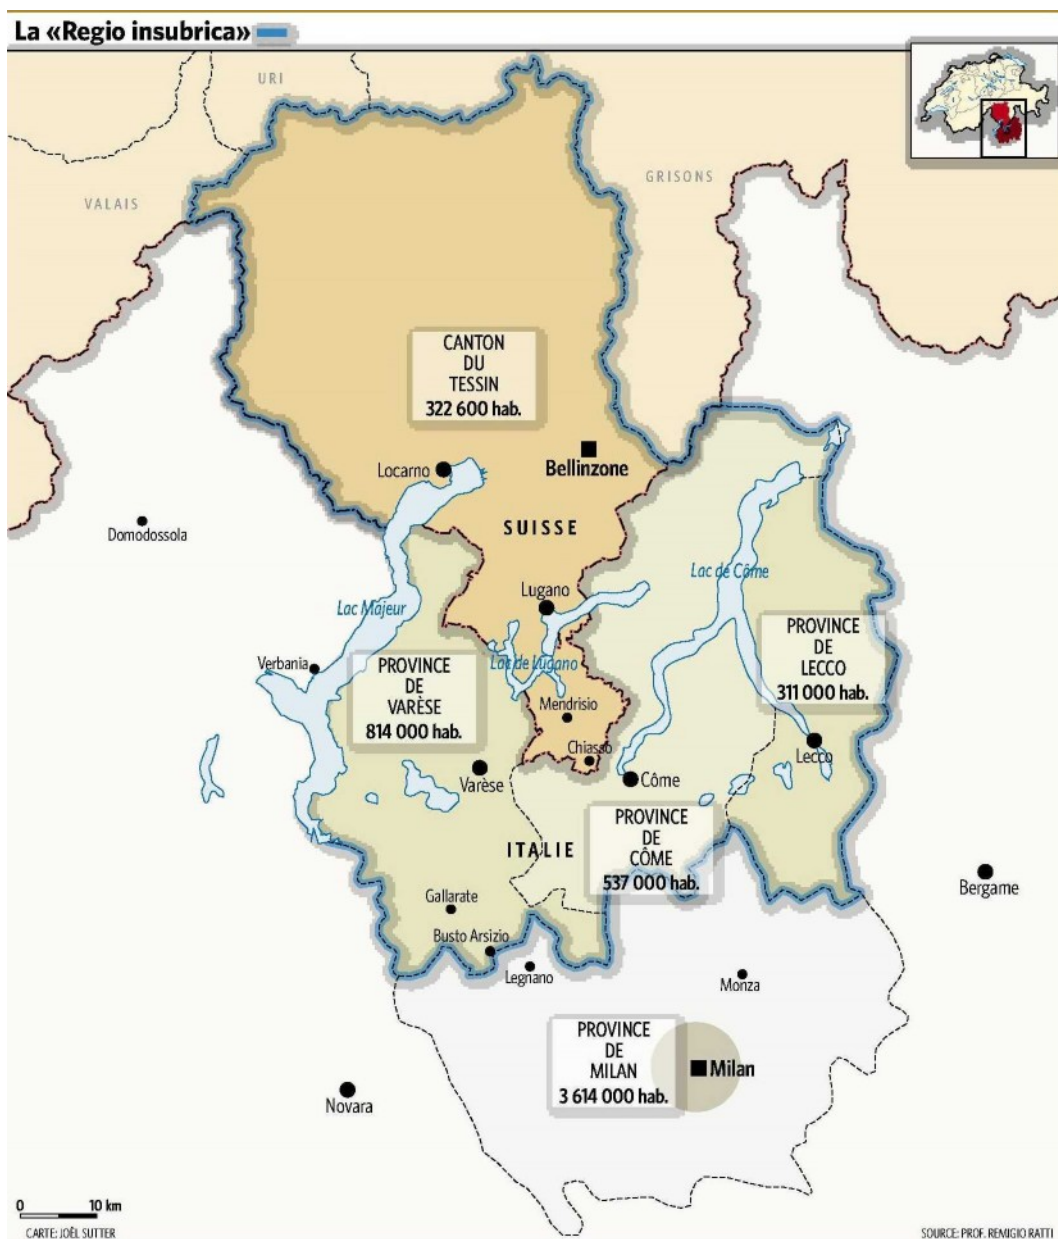 La «Regio insubrica»
URI
VALAIS
GRISONS
CANTON
DU
TESSIN
322 600 hab.
Locarno
Bellinzone
Domodossola
SUISSE
Lac de Côme
Lugano
Lac Majeur
PROVINCE
DE
LECCO
311 000 hab.
Verbania
PROVINCE
DE
VARÈSE
814 000 hab.
Lac de Lugano
Mendrisio
Chiasso
Lecco
Varèse
Côme
PROVINCE
DE
CÔME
537 000 hab.
ITALIE
Bergame
Gallarate
Busto Arsizio
Legnano
Monza
PROVINCE
DE
MILAN
3 614 000 hab.
Milan
Novara
0 10 km
CARTE: JOËL SUTTER
SOURCE: PROF. REMIGIO RATTI